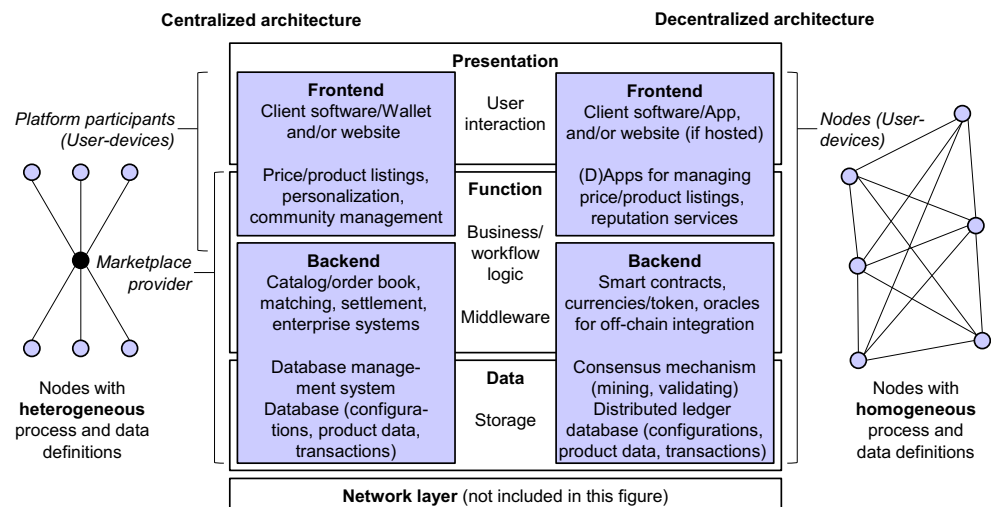 Centralized architecture
Decentralized architecture
Presentation
Platform participants
(User-devices)
Frontend
Client software/Wallet
and/or website
Price/product listings,
personalization,
community management
User
interaction
Frontend
Client software/App,
and/or website (if hosted)
(D)Apps for managing
price/product listings,
reputation services
Nodes (User-
devices)
Function
Business/
workflow
logic
Middleware
Marketplace
provider
Backend
Catalog/order book,
matching, settlement,
enterprise systems
Database manage-
ment system
Database (configura-
tions, product data,
transactions)
Backend
Smart contracts,
currencies/token, oracles
for off-chain integration
Consensus mechanism
(mining, validating)
Distributed ledger
database (configurations,
product data, transactions)
Data
Storage
Nodes with
heterogeneous
process and data
definitions
Nodes with
homogeneous
process and
data definitions
Network layer (not included in this figure)